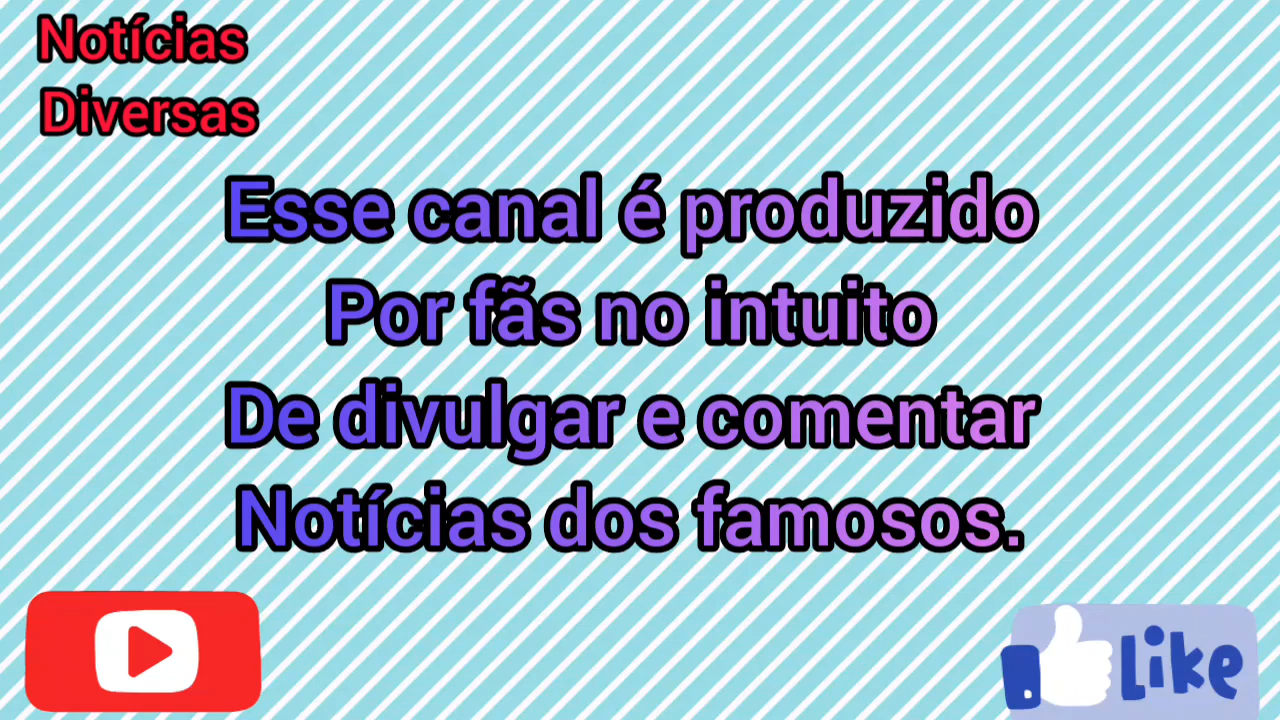 Notícias
Diversas
Esse canal é produzido
Por fãs no intuito
De divulgar e comentar
Notícias dos famosos.
Like